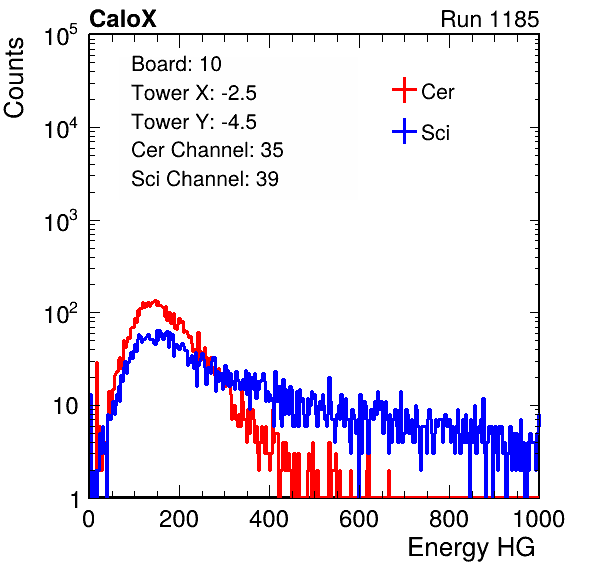 CaloX Run 1185
Counts
Board: 10
Tower X: -2.5
Tower Y: -4.5
Cer Channel: 35
Sci Channel: 39
Cer
Sci
10^5
10^4
10^3
10^2
10
1
0 200 400 600 800 1000
Energy HG